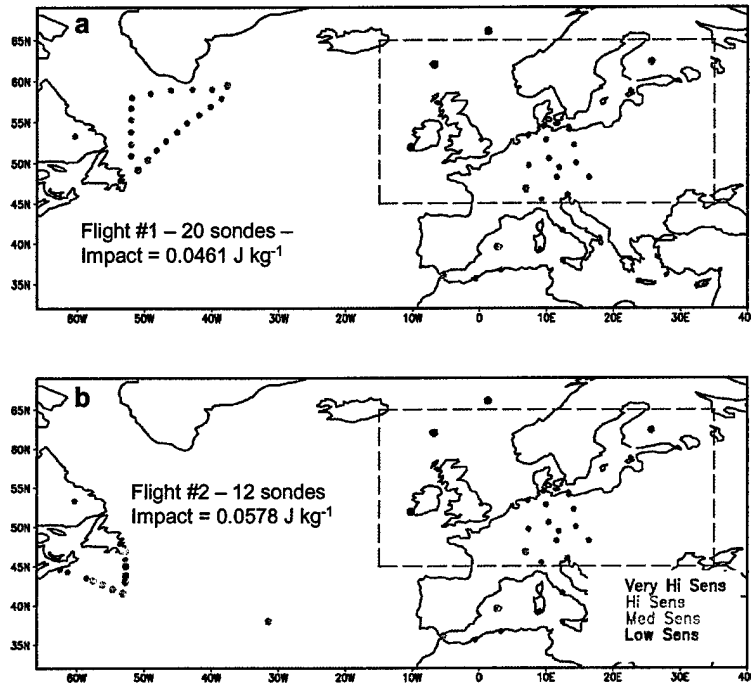 a
65N
60N
55N
50N
45N
40N
35N
Flight #1 – 20 sondes –
Impact = 0.0461 J kg-1
60W 50W 40W 30W 20W 10W 0 10E 20E 30E 40
b
65N
60N
55N
50N
45N
40N
35N
Flight #2 – 12 sondes
Impact = 0.0578 J kg-1
Very Hi Sens
Hi Sens
Med Sens
Low Sens
60W 50W 40W 30W 20W 10W 0 10E 20E 30E 40